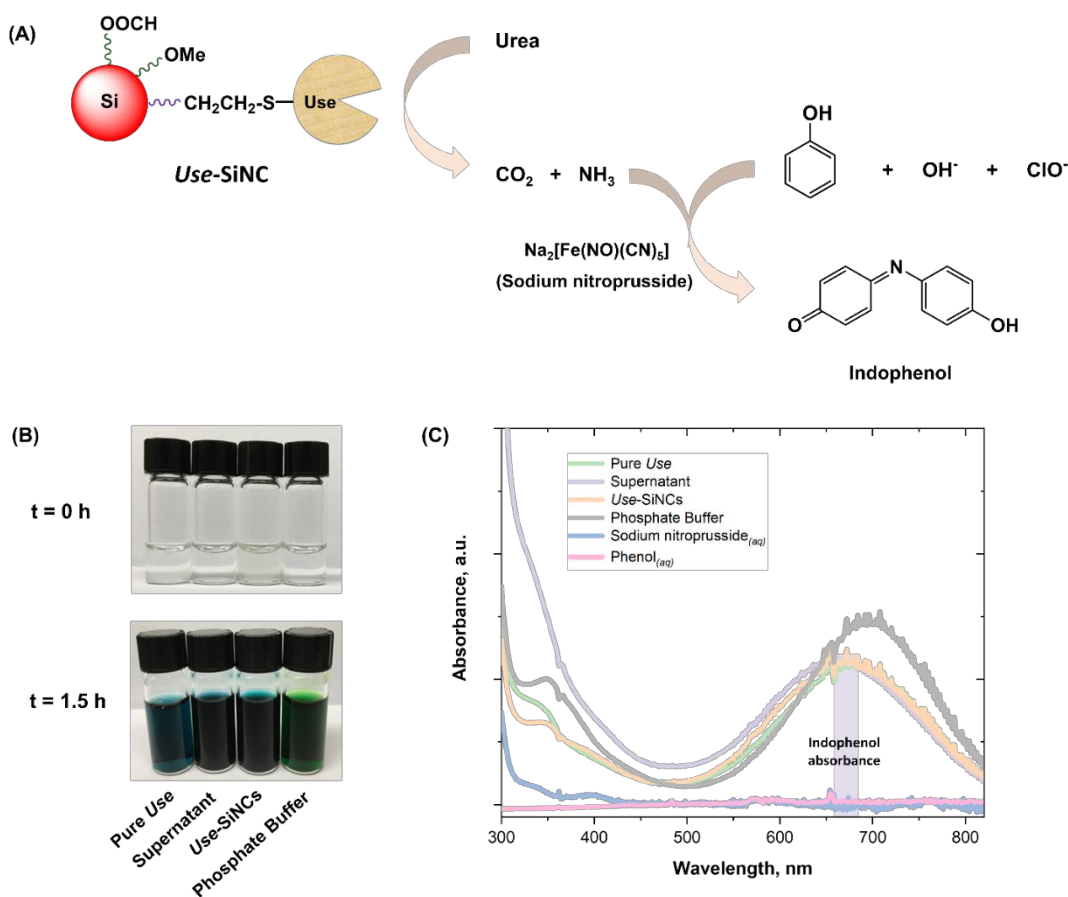 (A)
OOCH
OMe
Si
CH₂CH₂-S
Use
Use-SiNC
Urea
CO₂ + NH₃
OH
+ OH⁻ + ClO⁻
Na₂[Fe(NO)(CN)₅]
(Sodium nitroprusside)
N
O
OH
Indophenol
(B)
t = 0 h
t = 1.5 h
Pure Use
Supernatant
Use-SiNCs
Phosphate Buffer
(C)
Absorbance, a.u.
Pure Use
Supernatant
Use-SiNCs
Phosphate Buffer
Sodium nitroprusside(aq)
Phenol(aq)
Indophenol
absorbance
300 400 500 600 700 800
Wavelength, nm